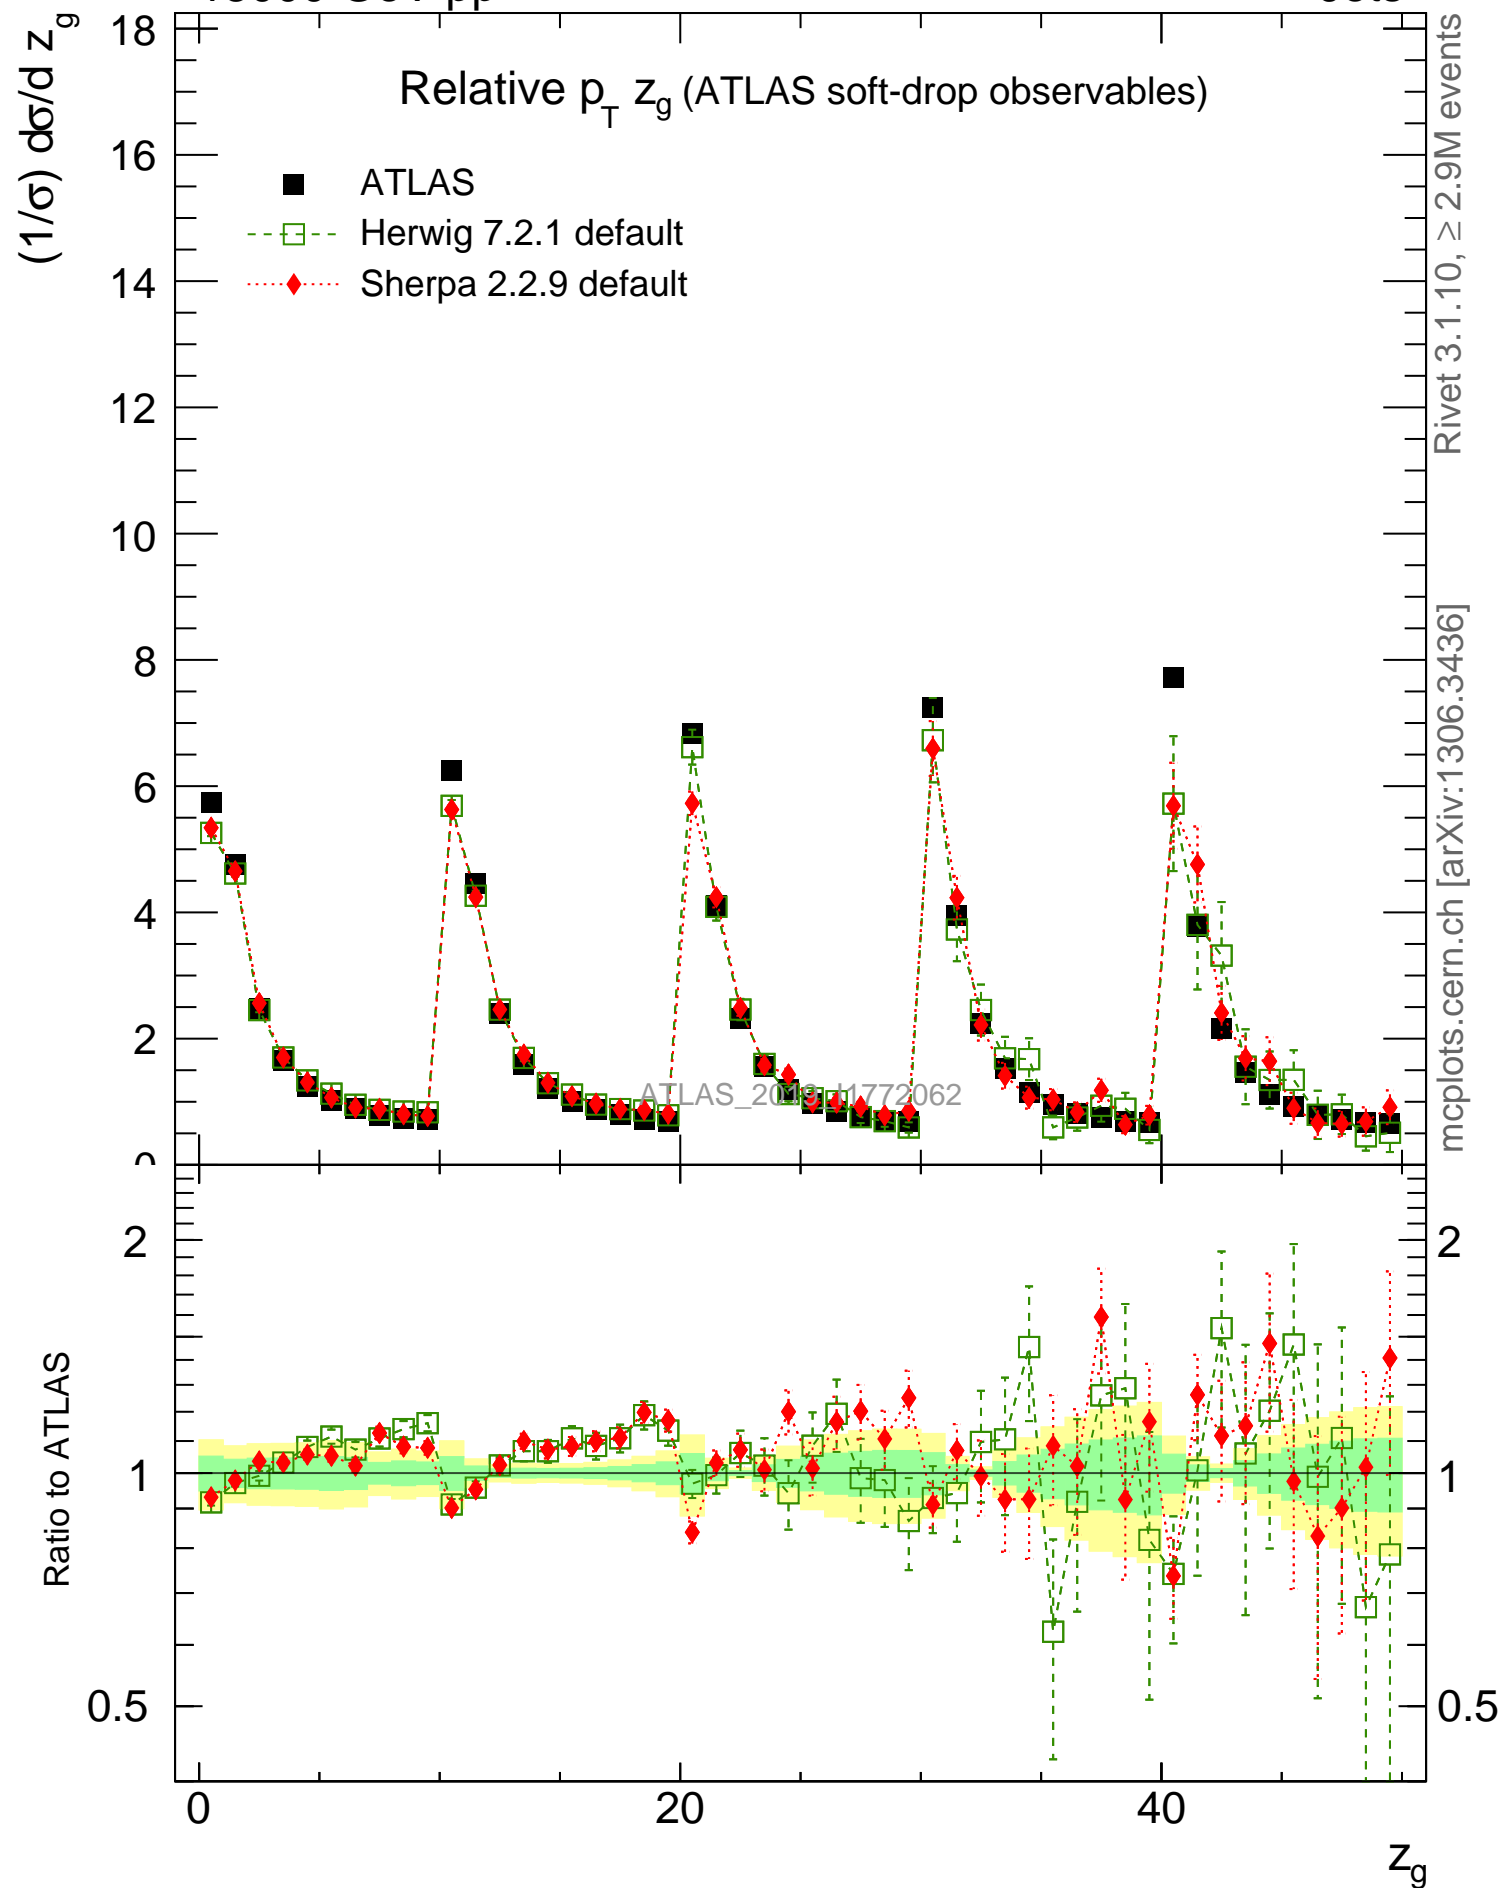 18
16
14
12
10
8
6
4
2
0
(1/σ) dσ/d z_g
Relative p_T z_g (ATLAS soft-drop observables)
ATLAS
Herwig 7.2.1 default
Sherpa 2.2.9 default
Rivet 3.1.10, ≥ 2.9M events
mcplots.cern.ch [arXiv:1306.3436]
2
1
0.5
Ratio to ATLAS
2
1
0.5
0
20
40
z_g